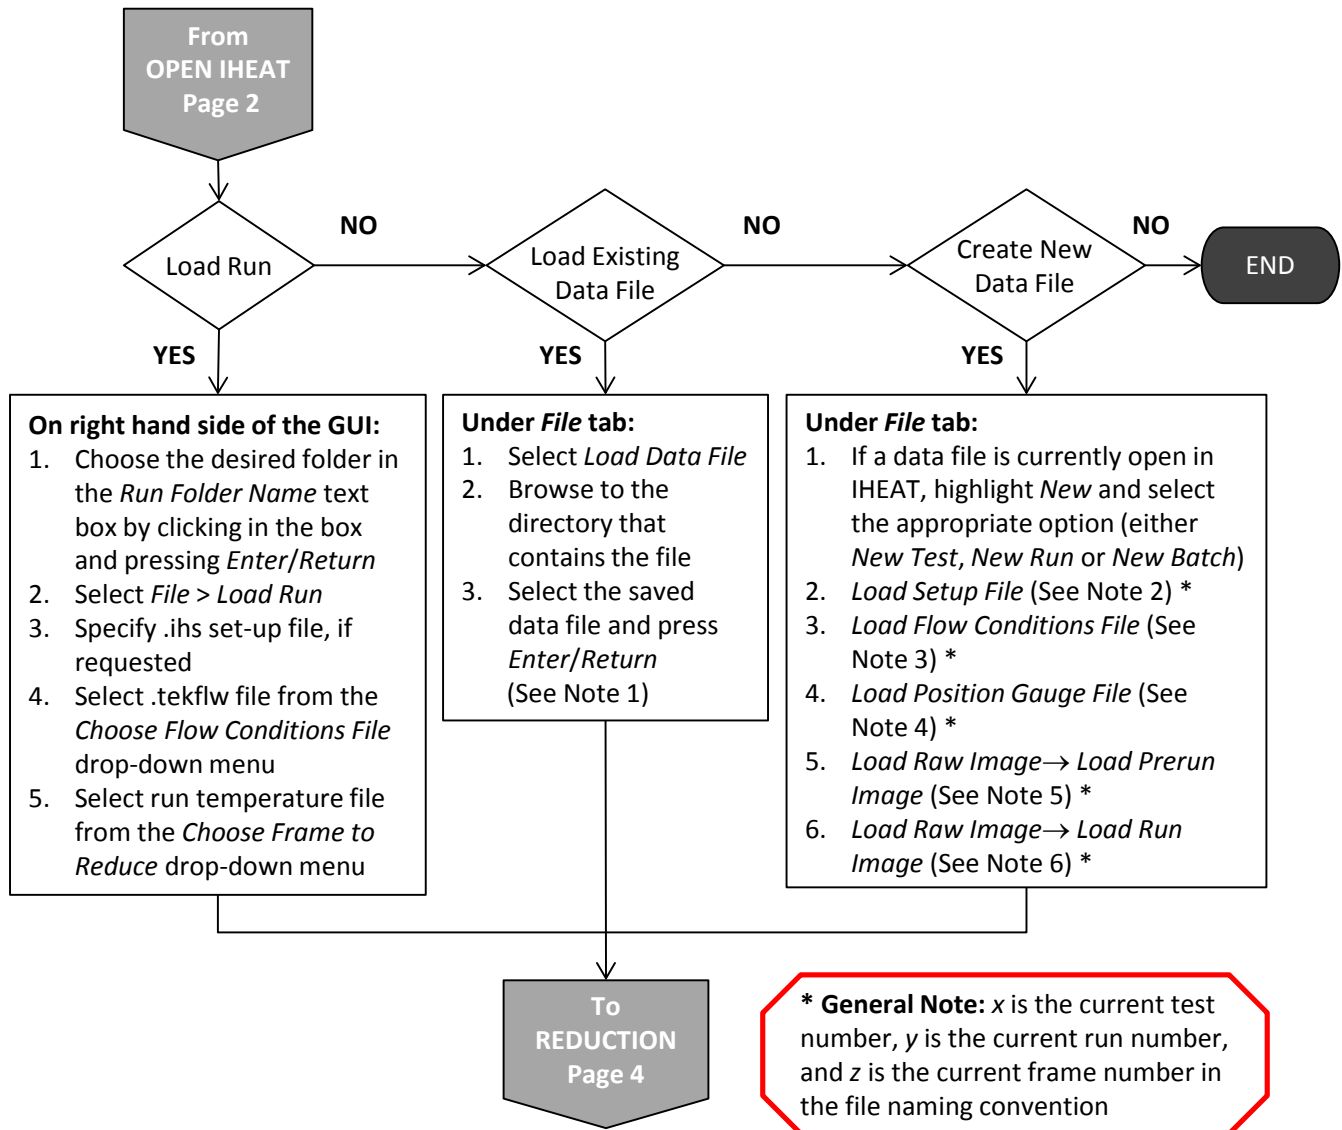 From
OPEN IHEAT
Page 2
Load Run
NO
Load Existing
Data File
NO
Create New
Data File
NO
END
YES
YES
YES
On right hand side of the GUI:
1. Choose the desired folder in
the Run Folder Name text
box by clicking in the box
and pressing Enter/Return
2. Select File > Load Run
3. Specify .ihs set-up file, if
requested
4. Select .tekflw file from the
Choose Flow Conditions File
drop-down menu
5. Select run temperature file
from the Choose Frame to
Reduce drop-down menu
Under File tab:
1. Select Load Data File
2. Browse to the
directory that
contains the file
3. Select the saved
data file and press
Enter/Return
(See Note 1)
Under File tab:
1. If a data file is currently open in
IHEAT, highlight New and select
the appropriate option (either
New Test, New Run or New Batch)
2. Load Setup File (See Note 2) *
3. Load Flow Conditions File (See
Note 3) *
4. Load Position Gauge File (See
Note 4) *
5. Load Raw Image→ Load Prerun
Image (See Note 5) *
6. Load Raw Image→ Load Run
Image (See Note 6) *
To
REDUCTION
Page 4
* General Note: x is the current test
number, y is the current run number,
and z is the current frame number in
the file naming convention